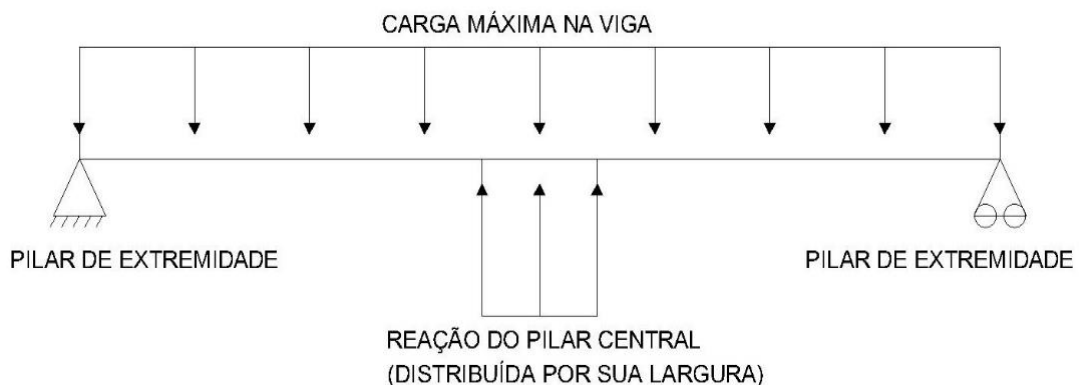 CARGA MÁXIMA NA VIGA
PILAR DE EXTREMIDADE
PILAR DE EXTREMIDADE
REAÇÃO DO PILAR CENTRAL
(DISTRIBUÍDA POR SUA LARGURA)